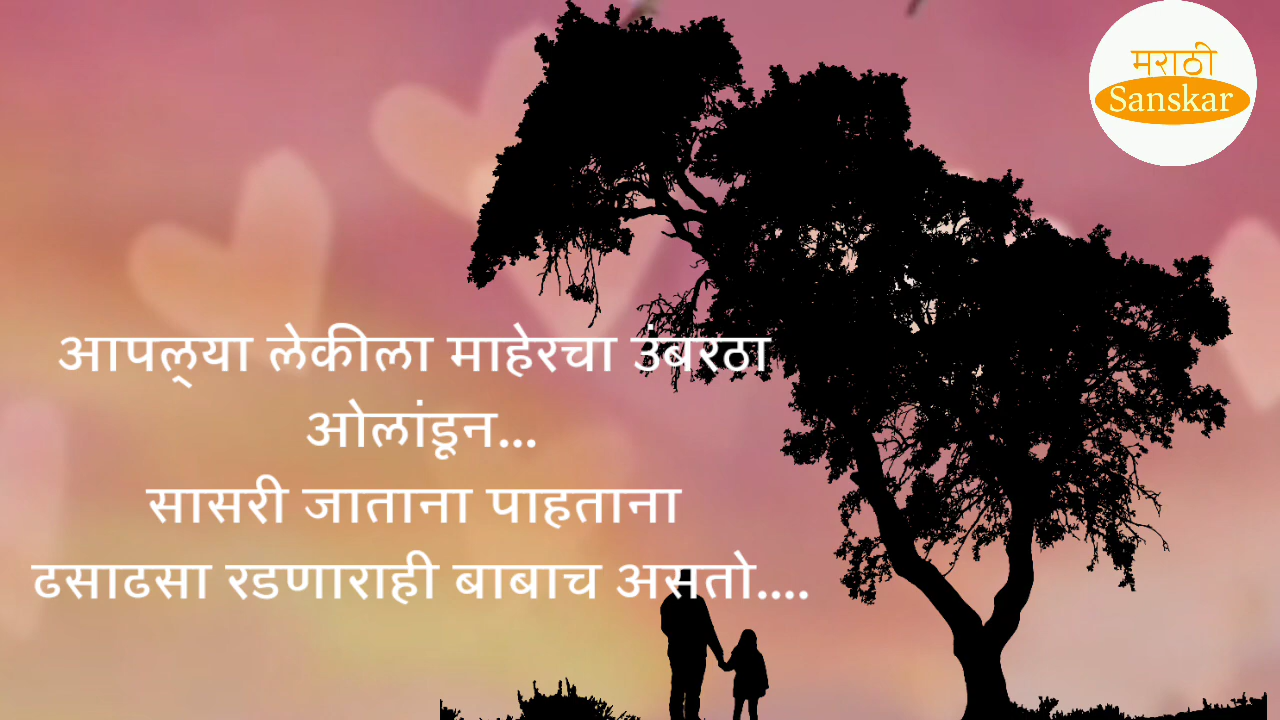 मराठी
Sanskar
आपल्या लेकीला माहेरचा उंबरठा
ओलांडून...
सासरी जाताना पाहताना
ढसाढसा रडणाराही बाबाच असतो....